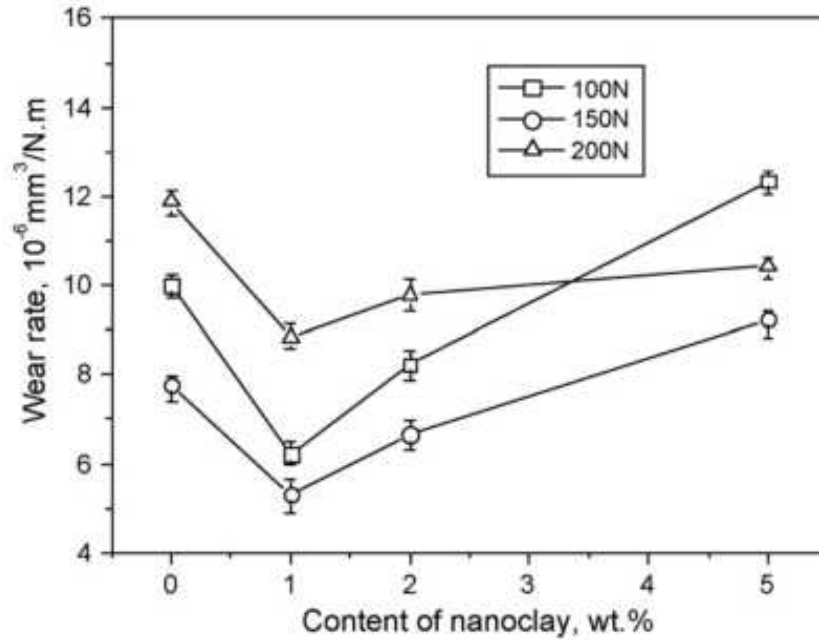 16
14
12
10
8
6
4
Wear rate, 10⁻⁶mm³/N.m
100N
150N
200N
0 1 2 3 4 5
Content of nanoclay, wt.%